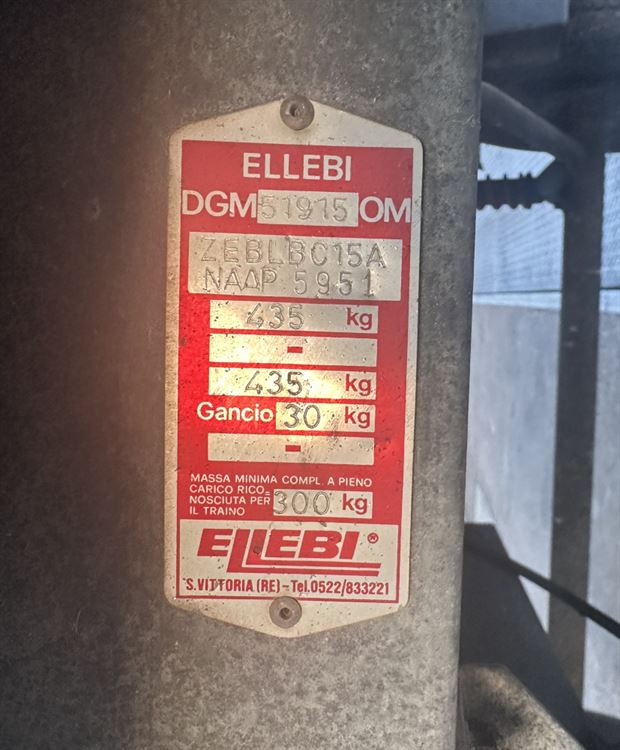 ELLEBI
DGM 51915 OM
ZEBLBC15A
NAAP 5951
435 kg
-
435 kg
Gancio 30 kg
-
MASSA MINIMA COMPL. A PIENO
CARICO RICO=
NOSCIUTA PER
IL TRAINO
300 kg
ELLEBI ®
S.VITTORIA (RE)-Tel.0522/833221